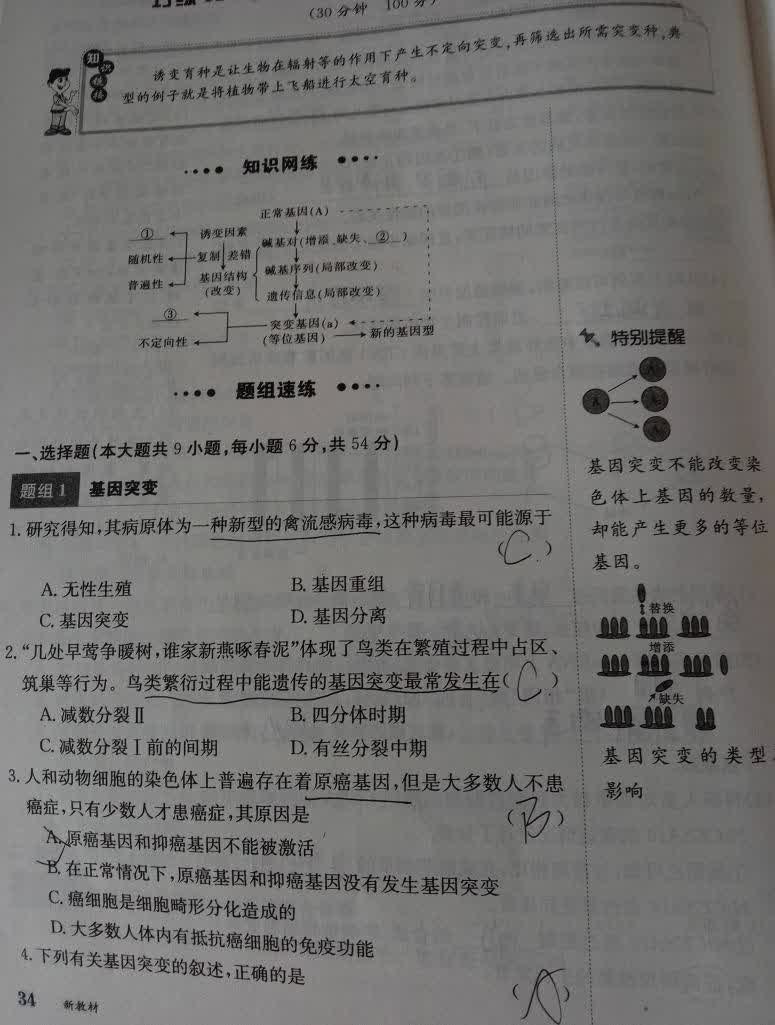 (30分钟 100分)
知识链接
诱变育种是让生物在辐射等的作用下产生不定向突变,再筛选出所需突变种,典
型的例子就是将植物带上飞船进行太空育种。
知识网练
正常基因(A)
① 诱变因素 碱基对(增添、缺失、②)
随机性 复制 差错 碱基序列(局部改变)
普遍性 基因结构(改变) 遗传信息(局部改变)
③ 突变基因(a)
不定向性 (等位基因) 新的基因型
题组速练
一、选择题(本大题共9小题,每小题6分,共54分)
题组1 基因突变
1.研究得知,其病原体为一种新型的禽流感病毒,这种病毒最可能源于
(C.)
A.无性生殖 B.基因重组
C.基因突变 D.基因分离
2.“几处早莺争暖树,谁家新燕啄春泥”体现了鸟类在繁殖过程中占区、
筑巢等行为。鸟类繁衍过程中能遗传的基因突变最常发生在(C.)
A.减数分裂Ⅱ B.四分体时期
C.减数分裂Ⅰ前的间期 D.有丝分裂中期
3.人和动物细胞的染色体上普遍存在着原癌基因,但是大多数人不患
癌症,只有少数人才患癌症,其原因是 (B)
A.原癌基因和抑癌基因不能被激活
B.在正常情况下,原癌基因和抑癌基因没有发生基因突变
C.癌细胞是细胞畸形分化造成的
D.大多数人体内有抵抗癌细胞的免疫功能
4.下列有关基因突变的叙述,正确的是 (A)
34 新教材
特别提醒
基因突变不能改变染
色体上基因的数量,
却能产生更多的等位
基因。
替换
增添
缺失
基因突变的类型
影响